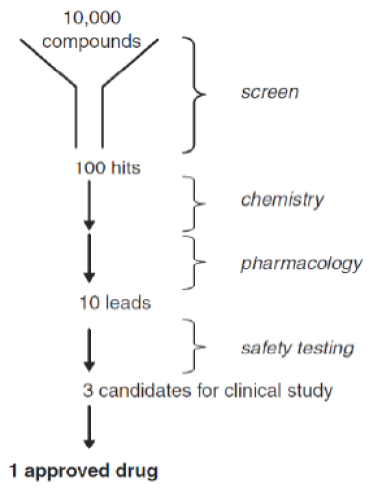 10,000
compounds
screen
100 hits
chemistry
pharmacology
10 leads
safety testing
3 candidates for clinical study
1 approved drug